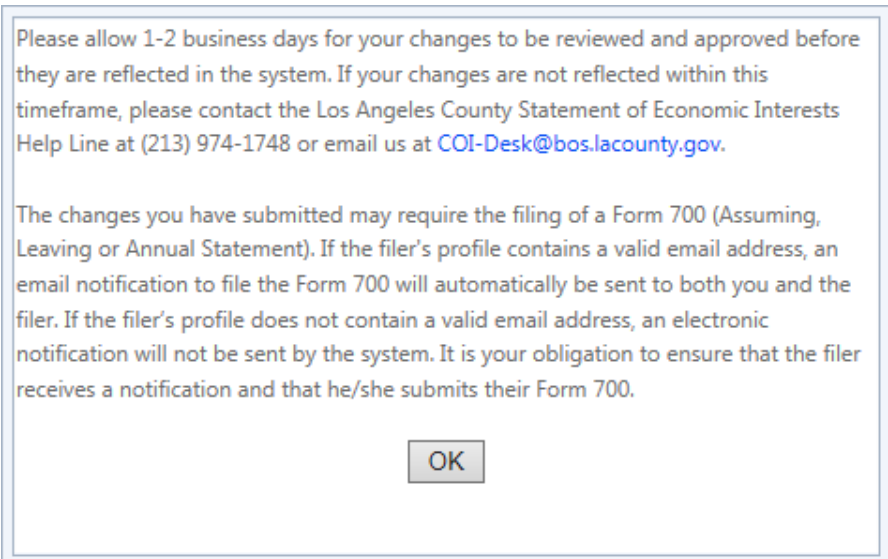 Please allow 1-2 business days for your changes to be reviewed and approved before
they are reflected in the system. If your changes are not reflected within this
timeframe, please contact the Los Angeles County Statement of Economic Interests
Help Line at (213) 974-1748 or email us at COI-Desk@bos.lacounty.gov.
The changes you have submitted may require the filing of a Form 700 (Assuming,
Leaving or Annual Statement). If the filer's profile contains a valid email address, an
email notification to file the Form 700 will automatically be sent to both you and the
filer. If the filer's profile does not contain a valid email address, an electronic
notification will not be sent by the system. It is your obligation to ensure that the filer
receives a notification and that he/she submits their Form 700.
OK